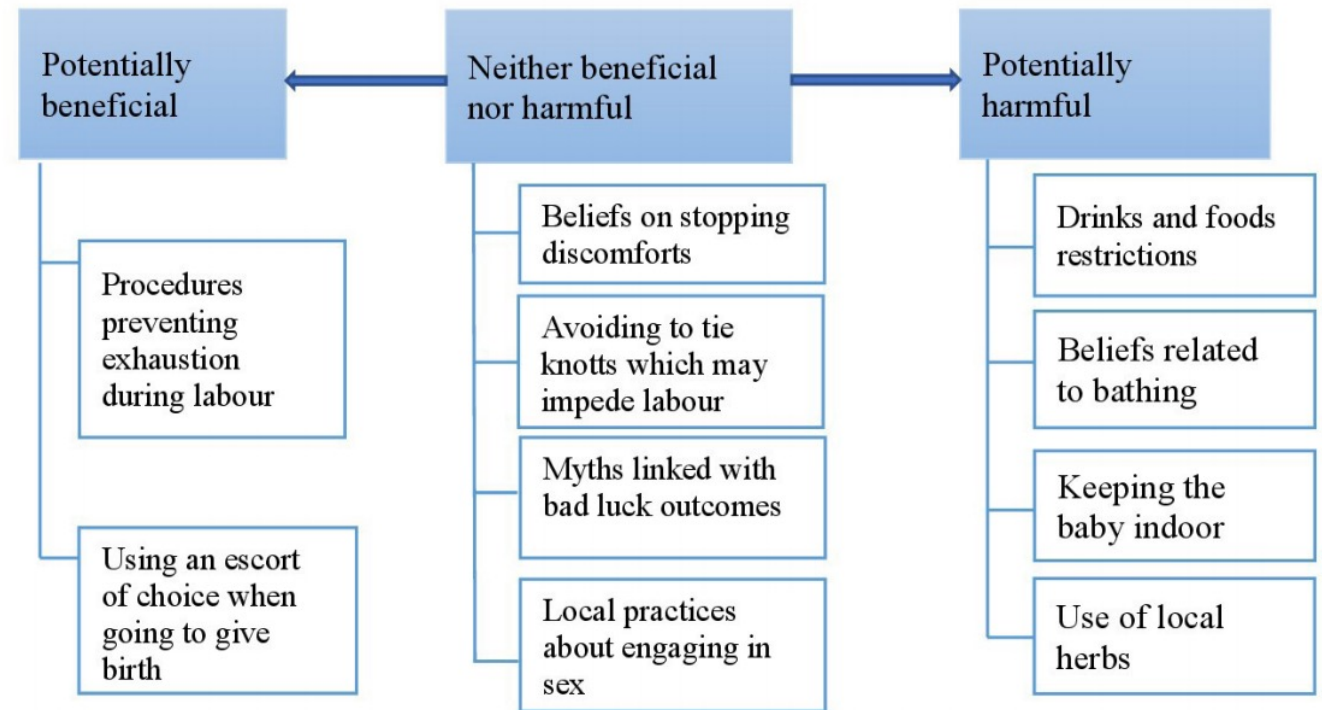 Potentially
beneficial
Neither beneficial
nor harmful
Potentially
harmful
Procedures
preventing
exhaustion
during labour
Using an escort
of choice when
going to give
birth
Beliefs on stopping
discomforts
Avoiding to tie
knotts which may
impede labour
Myths linked with
bad luck outcomes
Local practices
about engaging in
sex
Drinks and foods
restrictions
Beliefs related
to bathing
Keeping the
baby indoor
Use of local
herbs